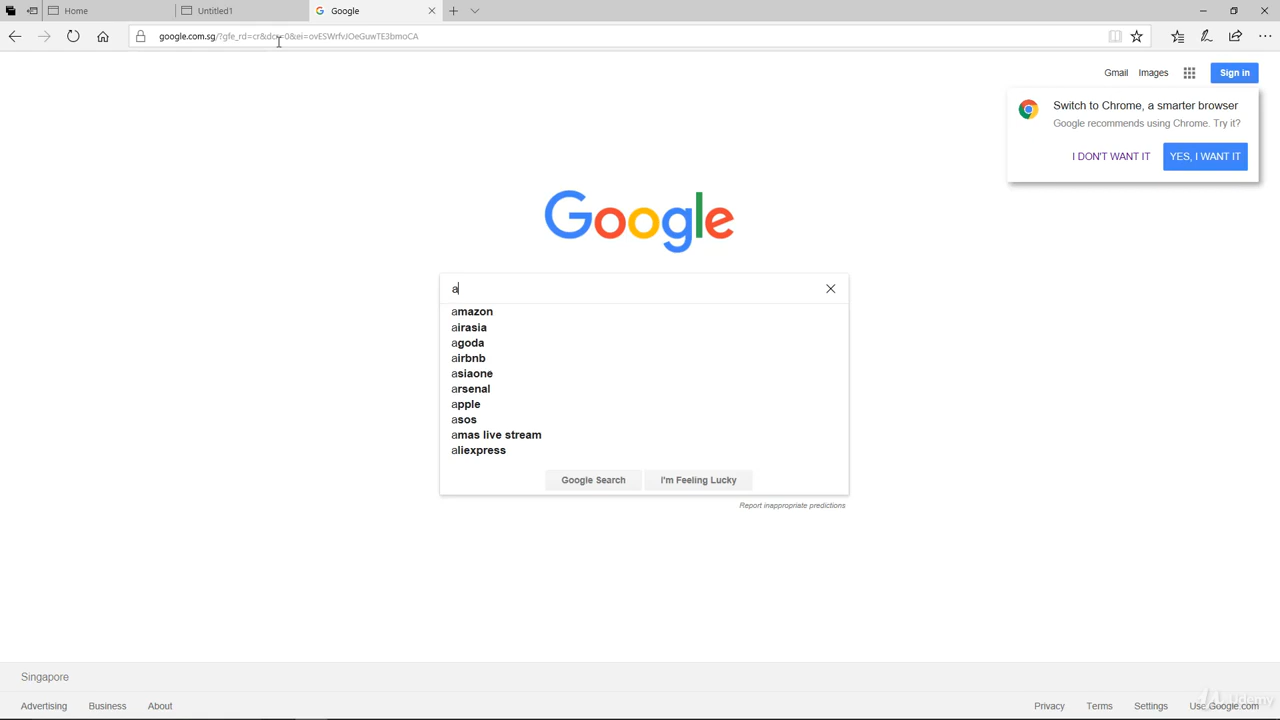 Home
Untitled1
Google
google.com.sg/?gfe_rd=cr&dcr=0&ei=ovESWrfvJOeGuwTE3bmoCA
Gmail Images Sign in
Switch to Chrome, a smarter browser
Google recommends using Chrome. Try it?
I DON'T WANT IT YES, I WANT IT
Google
a
amazon
airasia
agoda
airbnb
asiaone
arsenal
apple
asos
amas live stream
aliexpress
Google Search I'm Feeling Lucky
Report inappropriate predictions
Singapore
Advertising Business About Privacy Terms Settings Use Google.com
Udemy